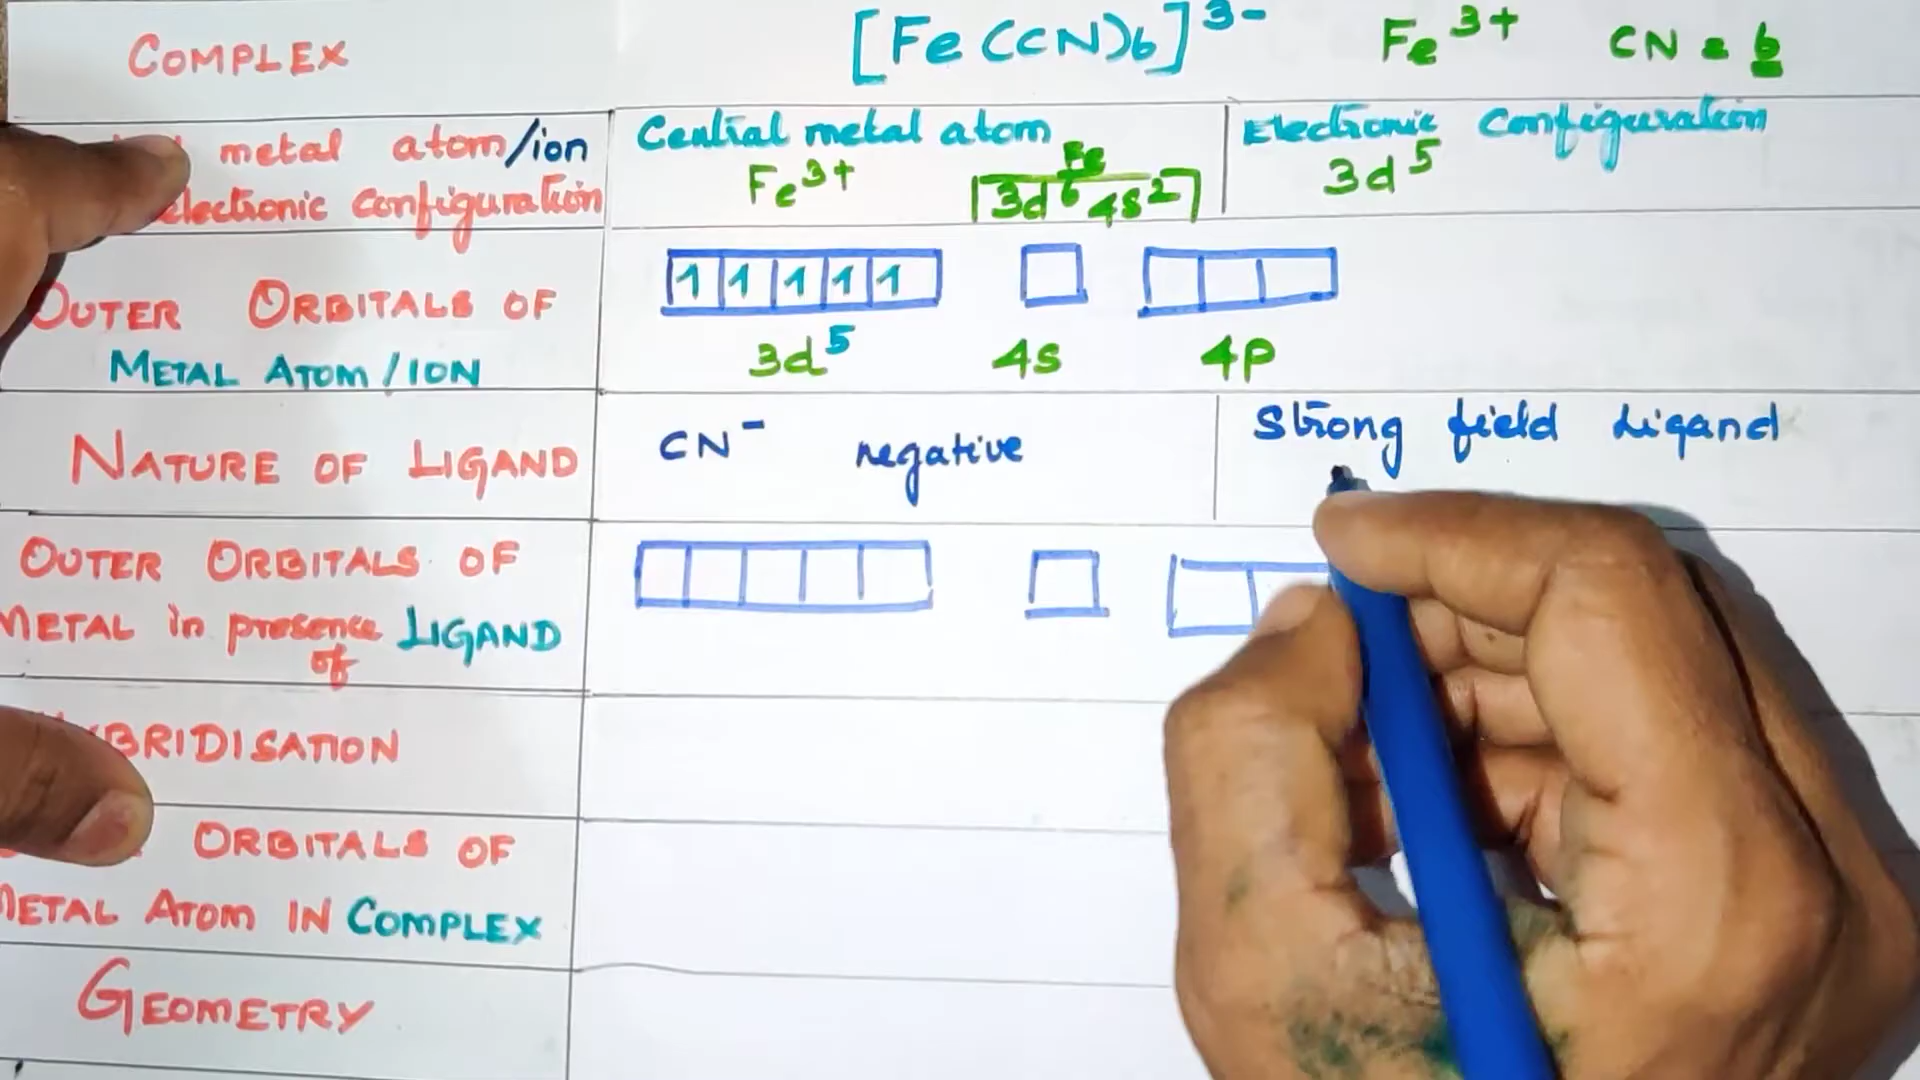 COMPLEX
[Fe(CN)6]3-
Fe3+
CN = 6
metal atom/ion
electronic configuration
Central metal atom
Fe3+
Fe
3d6 4s2
Electronic Configuration
3d5
OUTER ORBITALS OF
METAL ATOM/ION
1 1 1 1 1
3d5
4s
4p
NATURE OF LIGAND
CN-
negative
Strong field Ligand
OUTER ORBITALS OF
METAL in presence of LIGAND
BRIDISATION
ORBITALS OF
METAL ATOM IN COMPLEX
GEOMETRY